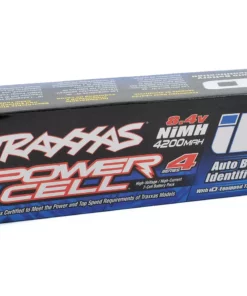 TRAXXAS
POWER
CELL
8.4v
NiMH
4200MAH
SERIES 4
High-Voltage / High-Current
7-Cell Battery Pack
Certified to Meet the Power and Top Speed Requirements of Traxxas Models
iD
Auto B
Identif
With iD